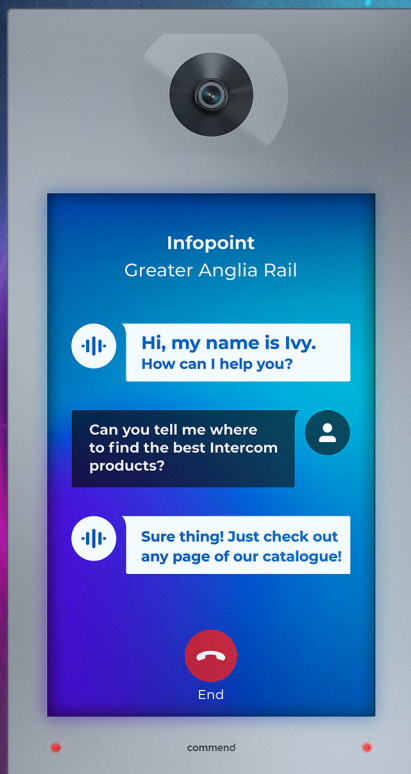 Infopoint
Greater Anglia Rail
Hi, my name is Ivy.
How can I help you?
Can you tell me where
to find the best Intercom
products?
Sure thing! Just check out
any page of our catalogue!
End
commend